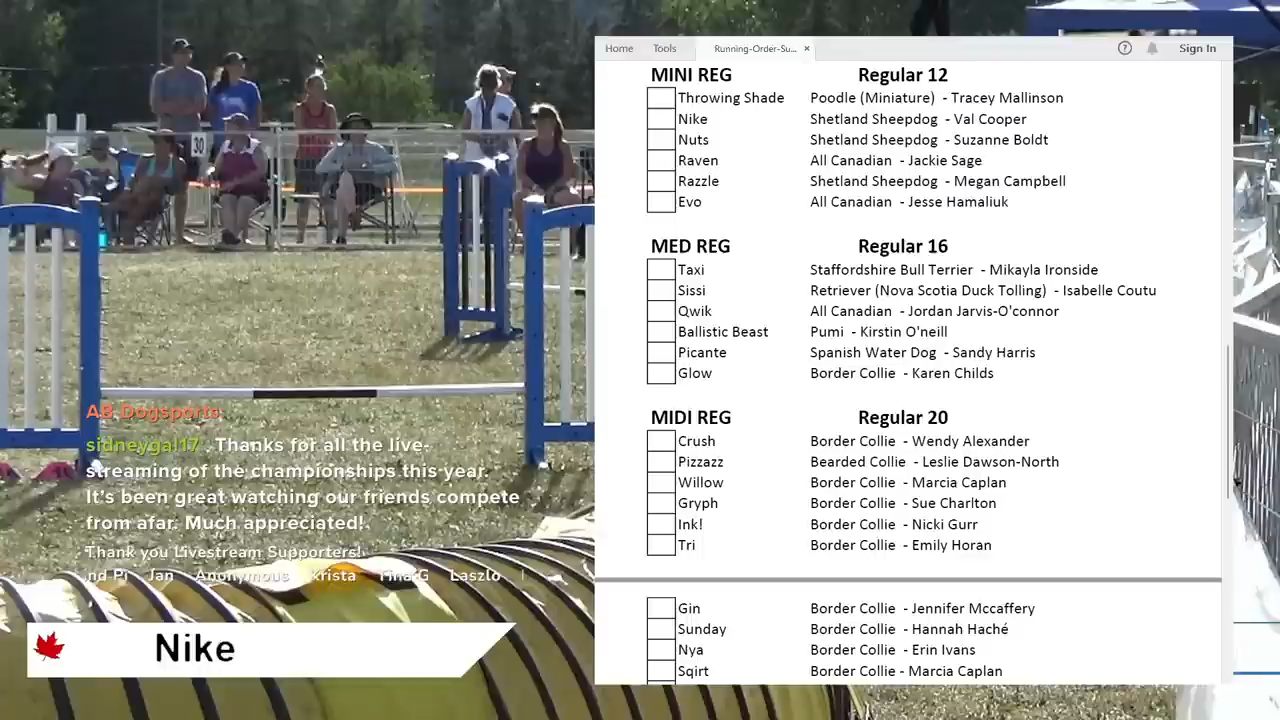 30
Home Tools Running-Order-Su... × ? Sign In
MINI REG Regular 12
Throwing Shade Poodle (Miniature) - Tracey Mallinson
Nike Shetland Sheepdog - Val Cooper
Nuts Shetland Sheepdog - Suzanne Boldt
Raven All Canadian - Jackie Sage
Razzle Shetland Sheepdog - Megan Campbell
Evo All Canadian - Jesse Hamaliuk
MED REG Regular 16
Taxi Staffordshire Bull Terrier - Mikayla Ironside
Sissi Retriever (Nova Scotia Duck Tolling) - Isabelle Coutu
Qwik All Canadian - Jordan Jarvis-O'connor
Ballistic Beast Pumi - Kirstin O'neill
Picante Spanish Water Dog - Sandy Harris
Glow Border Collie - Karen Childs
MIDI REG Regular 20
Crush Border Collie - Wendy Alexander
Pizzazz Bearded Collie - Leslie Dawson-North
Willow Border Collie - Marcia Caplan
Gryph Border Collie - Sue Charlton
Ink! Border Collie - Nicki Gurr
Tri Border Collie - Emily Horan
Gin Border Collie - Jennifer Mccaffery
Sunday Border Collie - Hannah Haché
Nya Border Collie - Erin Ivans
Sqirt Border Collie - Marcia Caplan
AB Dogsports
sidneygal17 . Thanks for all the live-
streaming of the championships this year.
It's been great watching our friends compete
from afar. Much appreciated!
Thank you Livestream Supporters!
nd Pi Jan Anonymous Krista Tina G Laszlo
Nike